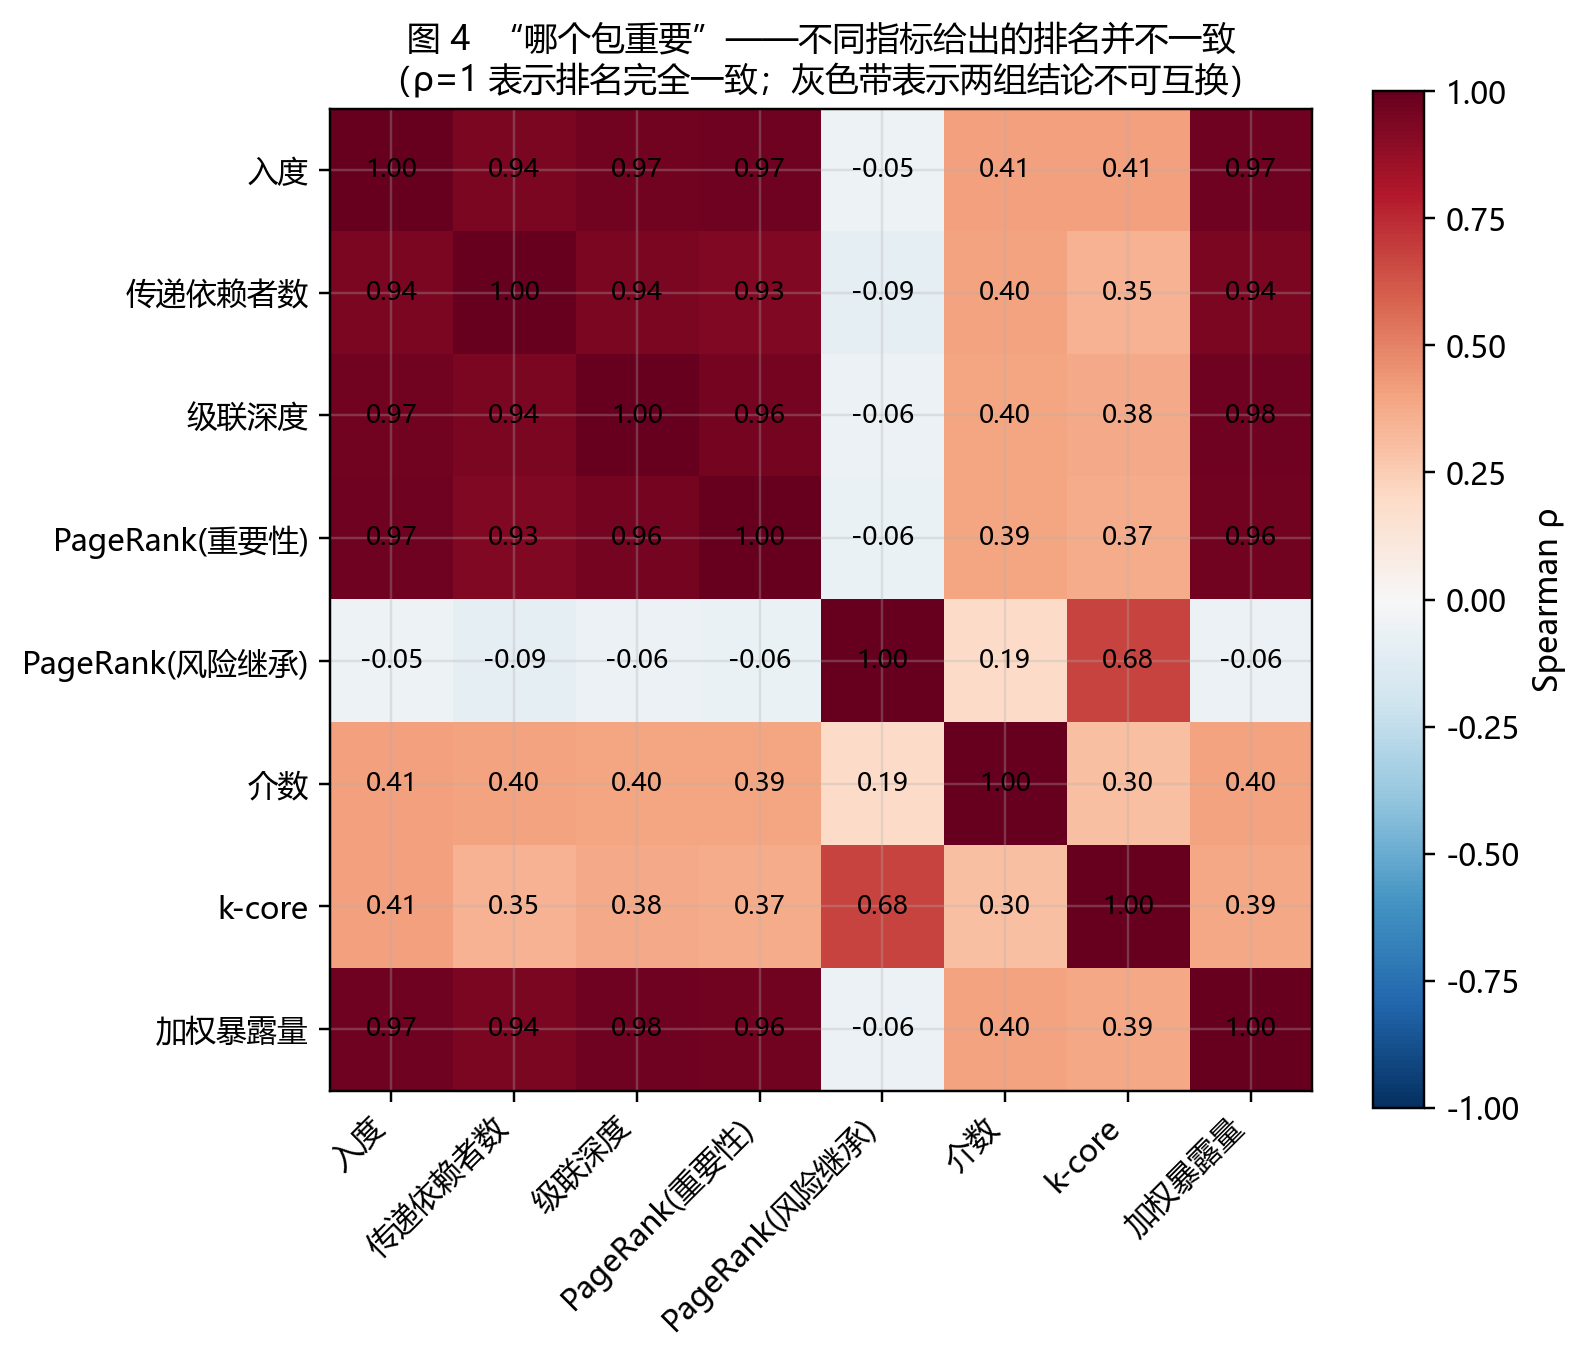 图 4 “哪个包重要”——不同指标给出的排名并不一致
(ρ=1 表示排名完全一致；灰色带表示两组结论不可互换)
入度 1.00 0.94 0.97 0.97 -0.05 0.41 0.41 0.97
传递依赖者数 0.94 1.00 0.94 0.93 -0.09 0.40 0.35 0.94
级联深度 0.97 0.94 1.00 0.96 -0.06 0.40 0.38 0.98
PageRank(重要性) 0.97 0.93 0.96 1.00 -0.06 0.39 0.37 0.96
PageRank(风险继承) -0.05 -0.09 -0.06 -0.06 1.00 0.19 0.68 -0.06
介数 0.41 0.40 0.40 0.39 0.19 1.00 0.30 0.40
k-core 0.41 0.35 0.38 0.37 0.68 0.30 1.00 0.39
加权暴露量 0.97 0.94 0.98 0.96 -0.06 0.40 0.39 1.00
入度
传递依赖者数
级联深度
PageRank(重要性)
PageRank(风险继承)
介数
k-core
加权暴露量
1.00
0.75
0.50
0.25
0.00
-0.25
-0.50
-0.75
-1.00
Spearman ρ